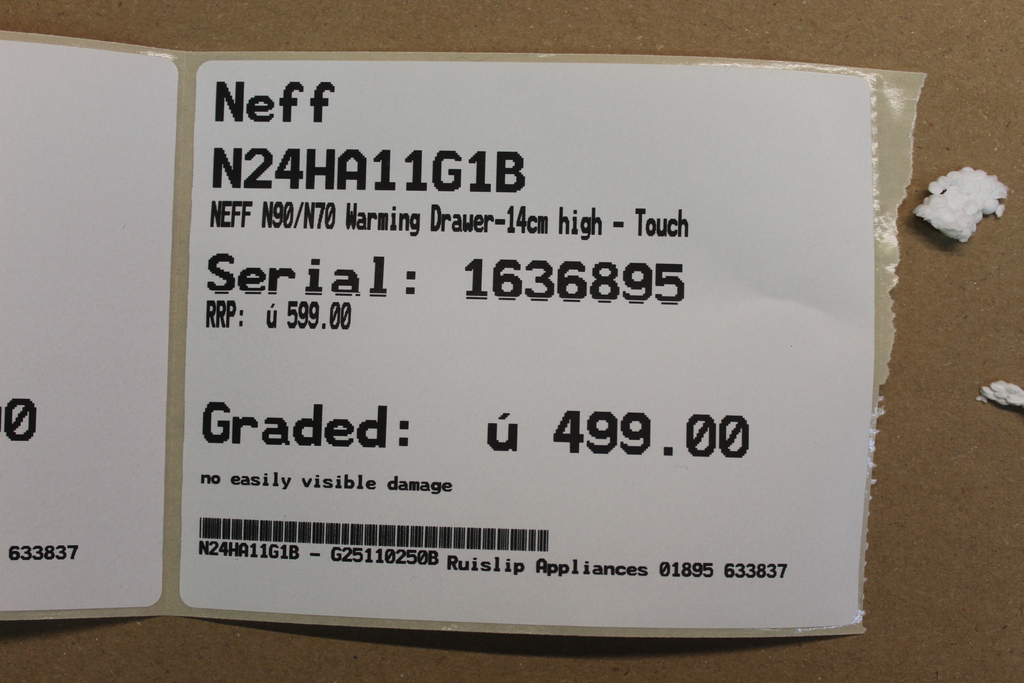 Neff
N24HA11G1B
NEFF N90/N70 Warming Drawer-14cm high - Touch
Serial: 1636895
RRP: ú 599.00
Graded: ú 499.00
no easily visible damage
N24HA11G1B - G25110250B Ruislip Appliances 01895 633837
0
633837